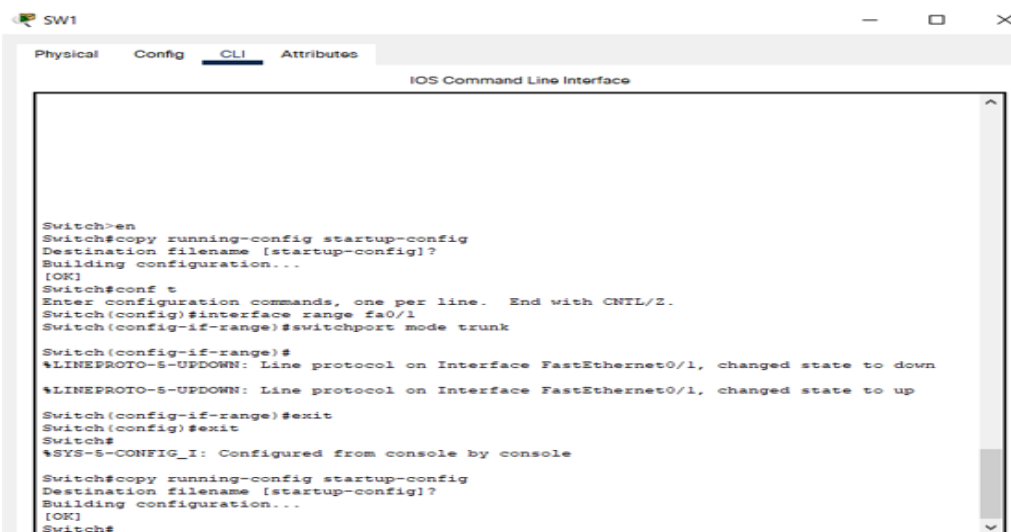 SW1
Physical Config CLI Attributes
IOS Command Line Interface
Switch>en
Switch#copy running-config startup-config
Destination filename [startup-config]?
Building configuration...
[OK]
Switch#conf t
Enter configuration commands, one per line. End with CNTL/Z.
Switch(config)#interface range fa0/1
Switch(config-if-range)#switchport mode trunk
Switch(config-if-range)#
%LINEPROTO-5-UPDOWN: Line protocol on Interface FastEthernet0/1, changed state to down
%LINEPROTO-5-UPDOWN: Line protocol on Interface FastEthernet0/1, changed state to up
Switch(config-if-range)#exit
Switch(config)#exit
Switch#
%SYS-5-CONFIG_I: Configured from console by console
Switch#copy running-config startup-config
Destination filename [startup-config]?
Building configuration...
[OK]
Switch#